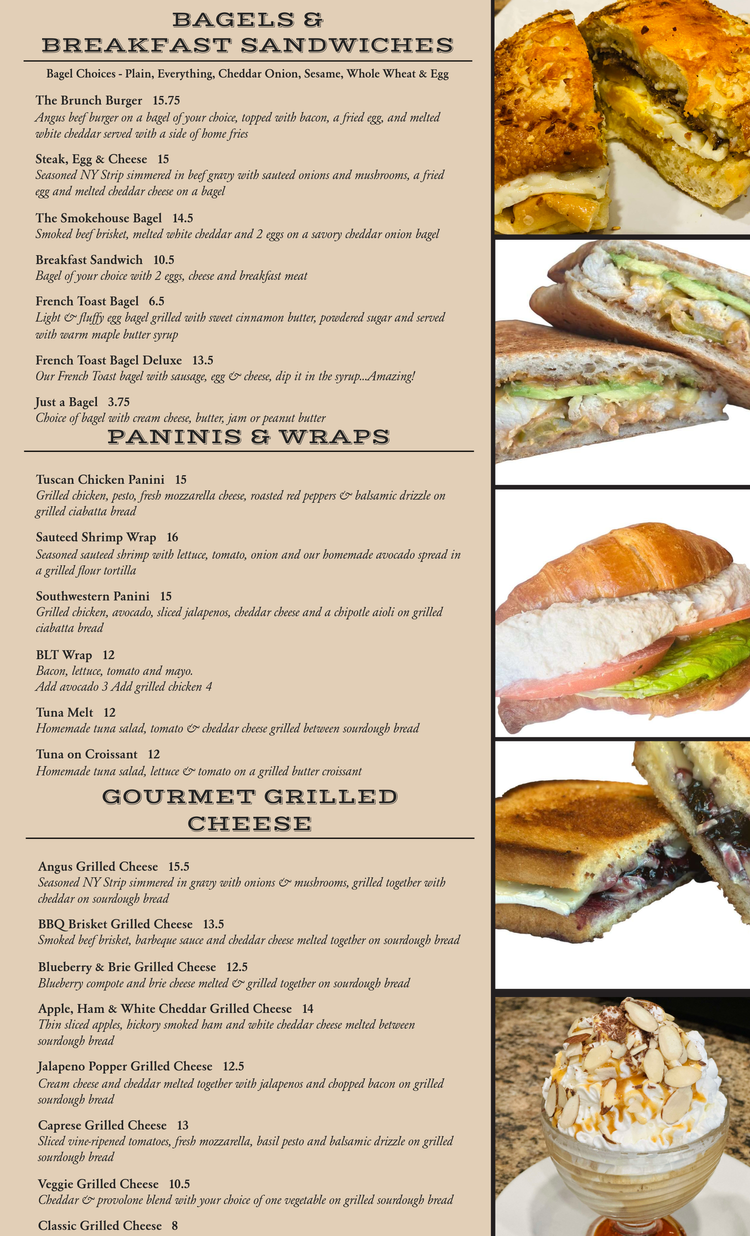 BAGELS &
BREAKFAST SANDWICHES
Bagel Choices - Plain, Everything, Cheddar Onion, Sesame, Whole Wheat & Egg
The Brunch Burger 15.75
Angus beef burger on a bagel of your choice, topped with bacon, a fried egg, and melted
white cheddar served with a side of home fries
Steak, Egg & Cheese 15
Seasoned NY Strip simmered in beef gravy with sauteed onions and mushrooms, a fried
egg and melted cheddar cheese on a bagel
The Smokehouse Bagel 14.5
Smoked beef brisket, melted white cheddar and 2 eggs on a savory cheddar onion bagel
Breakfast Sandwich 10.5
Bagel of your choice with 2 eggs, cheese and breakfast meat
French Toast Bagel 6.5
Light & fluffy egg bagel grilled with sweet cinnamon butter, powdered sugar and served
with warm maple butter syrup
French Toast Bagel Deluxe 13.5
Our French Toast bagel with sausage, egg & cheese, dip it in the syrup...Amazing!
Just a Bagel 3.75
Choice of bagel with cream cheese, butter, jam or peanut butter
PANINIS & WRAPS
Tuscan Chicken Panini 15
Grilled chicken, pesto, fresh mozzarella cheese, roasted red peppers & balsamic drizzle on
grilled ciabatta bread
Sauteed Shrimp Wrap 16
Seasoned sauteed shrimp with lettuce, tomato, onion and our homemade avocado spread in
a grilled flour tortilla
Southwestern Panini 15
Grilled chicken, avocado, sliced jalapenos, cheddar cheese and a chipotle aioli on grilled
ciabatta bread
BLT Wrap 12
Bacon, lettuce, tomato and mayo.
Add avocado 3 Add grilled chicken 4
Tuna Melt 12
Homemade tuna salad, tomato & cheddar cheese grilled between sourdough bread
Tuna on Croissant 12
Homemade tuna salad, lettuce & tomato on a grilled butter croissant
GOURMET GRILLED
CHEESE
Angus Grilled Cheese 15.5
Seasoned NY Strip simmered in gravy with onions & mushrooms, grilled together with
cheddar on sourdough bread
BBQ Brisket Grilled Cheese 13.5
Smoked beef brisket, barbeque sauce and cheddar cheese melted together on sourdough bread
Blueberry & Brie Grilled Cheese 12.5
Blueberry compote and brie cheese melted & grilled together on sourdough bread
Apple, Ham & White Cheddar Grilled Cheese 14
Thin sliced apples, hickory smoked ham and white cheddar cheese melted between
sourdough bread
Jalapeno Popper Grilled Cheese 12.5
Cream cheese and cheddar melted together with jalapenos and chopped bacon on grilled
sourdough bread
Caprese Grilled Cheese 13
Sliced vine-ripened tomatoes, fresh mozzarella, basil pesto and balsamic drizzle on grilled
sourdough bread
Veggie Grilled Cheese 10.5
Cheddar & provolone blend with your choice of one vegetable on grilled sourdough bread
Classic Grilled Cheese 8